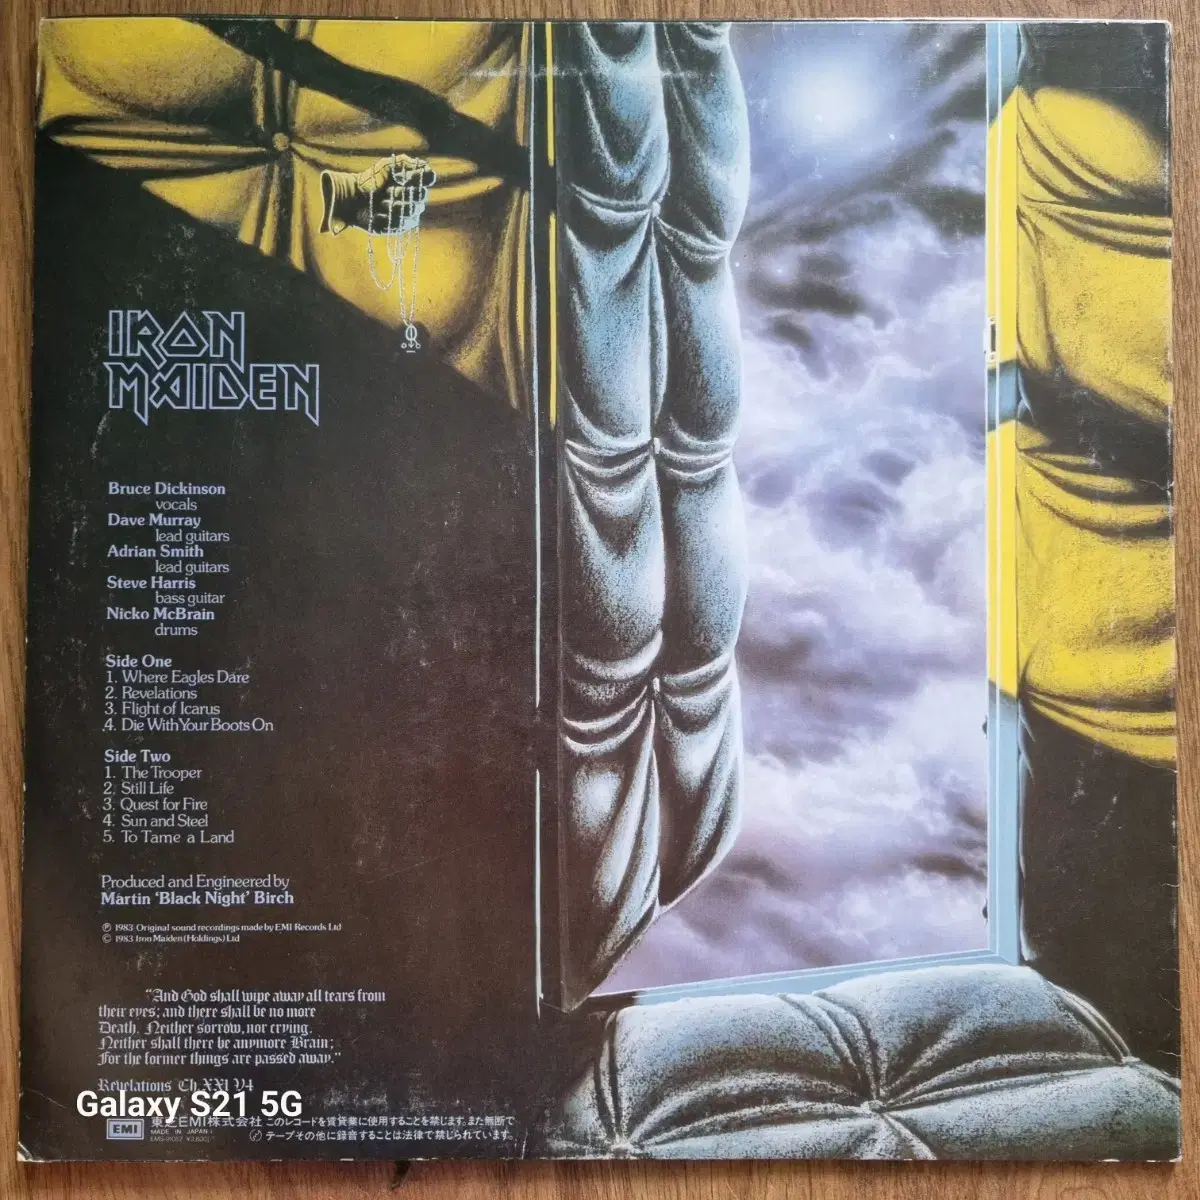 IRON
MAIDEN
Bruce Dickinson
vocals
Dave Murray
lead guitars
Adrian Smith
lead guitars
Steve Harris
bass guitar
Nicko McBrain
drums
Side One
1. Where Eagles Dare
2. Revelations
3. Flight of Icarus
4. Die With Your Boots On
Side Two
1. The Trooper
2. Still Life
3. Quest for Fire
4. Sun and Steel
5. To Tame a Land
Produced and Engineered by
Martin 'Black Night' Birch
℗ 1983 Original sound recordings made by EMI Records Ltd
© 1983 Iron Maiden (Holdings) Ltd
"And God shall wipe away all tears from
their eyes; and there shall be no more
Death. Neither sorrow, nor crying.
Neither shall there be anymore Brain;
For the former things are passed away."
Revelations Ch. XXI V4
Galaxy S21 5G
EMI 東芝EMI株式会社 このレコードを賃貸業に使用することを禁じます。また無断で
MADE IN JAPAN テープその他に録音することは法律で禁じられています。
¥2,800